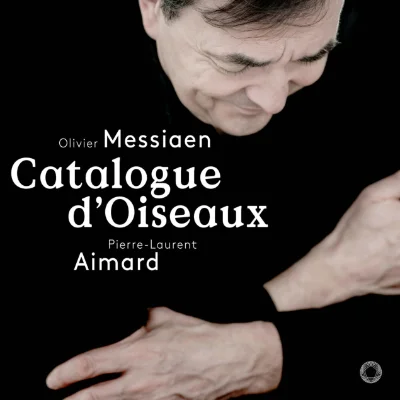 Olivier Messiaen
Catalogue
d'Oiseaux
Pierre-Laurent
Aimard